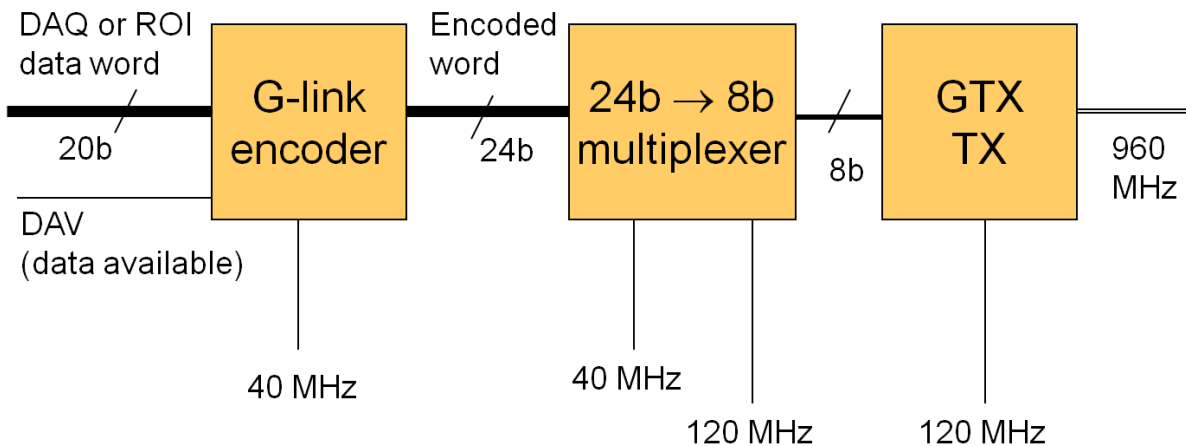 DAQ or ROI
data word
20b
DAV
(data available)
G-link
encoder
40 MHz
Encoded
word
24b
24b → 8b
multiplexer
40 MHz
120 MHz
8b
GTX
TX
120 MHz
960
MHz